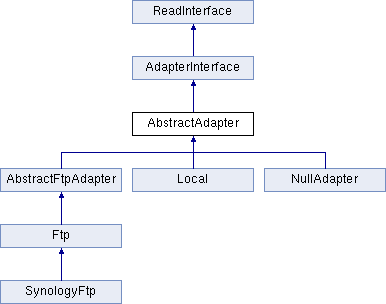 ReadInterface
AdapterInterface
AbstractAdapter
AbstractFtpAdapter
Local
NullAdapter
Ftp
SynologyFtp